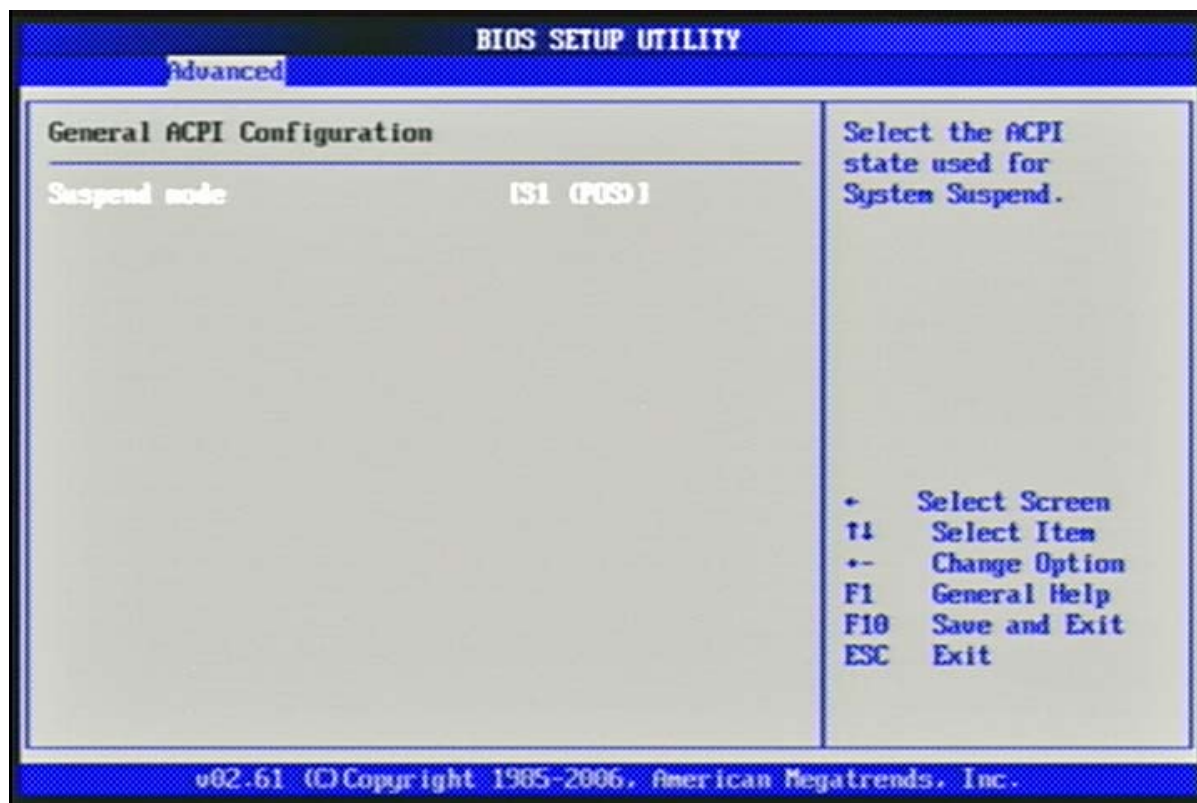 BIOS SETUP UTILITY
Advanced
General ACPI Configuration
Suspend mode [S1 (POS)]
Select the ACPI
state used for
System Suspend.
← Select Screen
↑↓ Select Item
+- Change Option
F1 General Help
F10 Save and Exit
ESC Exit
v02.61 (C)Copyright 1985-2006, American Megatrends, Inc.